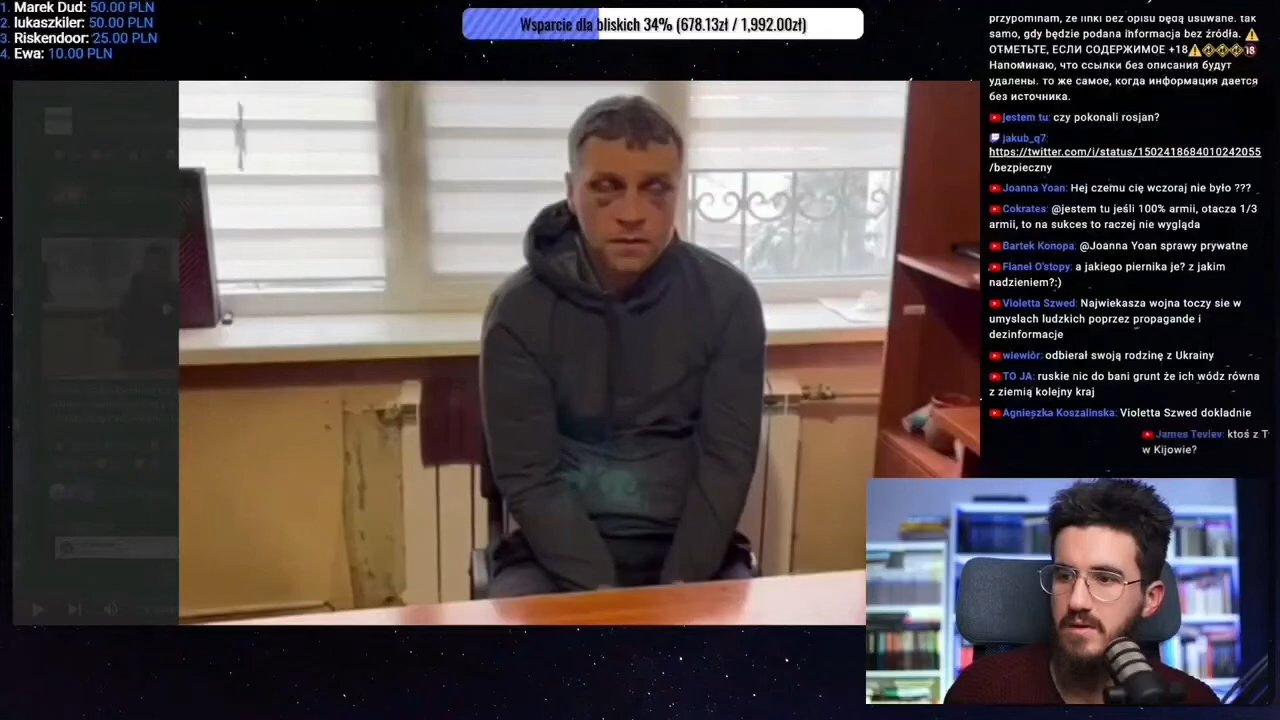 1. Marek Dud: 50.00 PLN
2. lukaszkiler: 50.00 PLN
3. Riskendoor: 25.00 PLN
4. Ewa: 10.00 PLN
Wsparcie dla bliskich 34% (678.13zł / 1,992.00zł)
przypominam, że linki bez opisu będą usuwane. tak
samo, gdy będzie podana informacja bez źródła. ⚠️
ОТМЕТЬТЕ, ЕСЛИ СОДЕРЖИМОЕ +18⚠️
Напоминаю, что ссылки без описания будут
удалены. то же самое, когда информация дается
без источника.
jestem tu: czy pokonali rosjan?
jakub_q7:
https://twitter.com/i/status/1502418684010242055
/bezpieczny
Joanna Yoan: Hej czemu cię wczoraj nie było ???
Cokrates: @jestem tu jeśli 100% armii, otacza 1/3
armii, to na sukces to raczej nie wygląda
Bartek Konopa: @Joanna Yoan sprawy prywatne
Flanel O'stopy: a jakiego piernika je? z jakim
nadzieniem?:)
Violetta Szwed: Najwiekasza wojna toczy sie w
umyslach ludzkich poprzez propagande i
dezinformacje
wiewiór: odbierał swoją rodzinę z Ukrainy
TO JA: ruskie nic do bani grunt że ich wódz równa
z ziemią kolejny kraj
Agnieszka Koszalinska: Violetta Szwed dokladnie
James Tevlev: ktoś z T
w Kijowie?